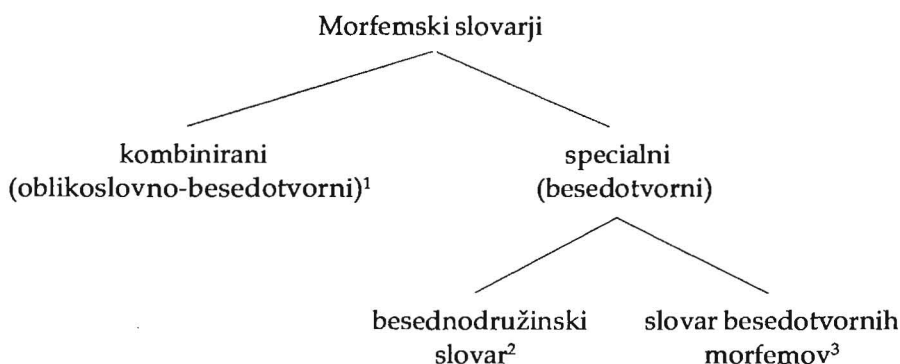 Morfemski slovarji
kombinirani
(oblikoslovno-besedotvorni)¹
specialni
(besedotvorni)
besednodružinski
slovar²
slovar besedotvornih
morfemov³